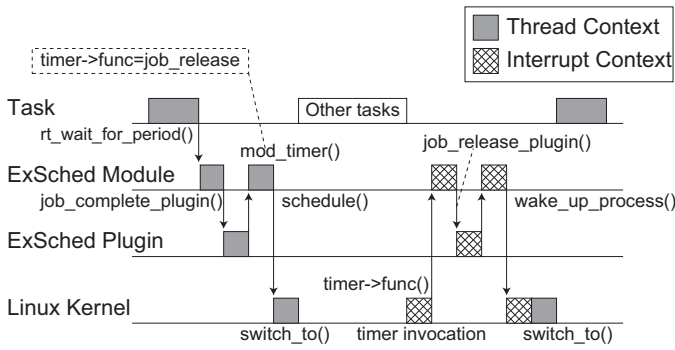 Thread Context
Interrupt Context
timer->func=job_release
Task
Other tasks
rt_wait_for_period()
job_release_plugin()
mod_timer()
ExSched Module
job_complete_plugin()
schedule()
wake_up_process()
ExSched Plugin
timer->func()
Linux Kernel
switch_to()
timer invocation
switch_to()